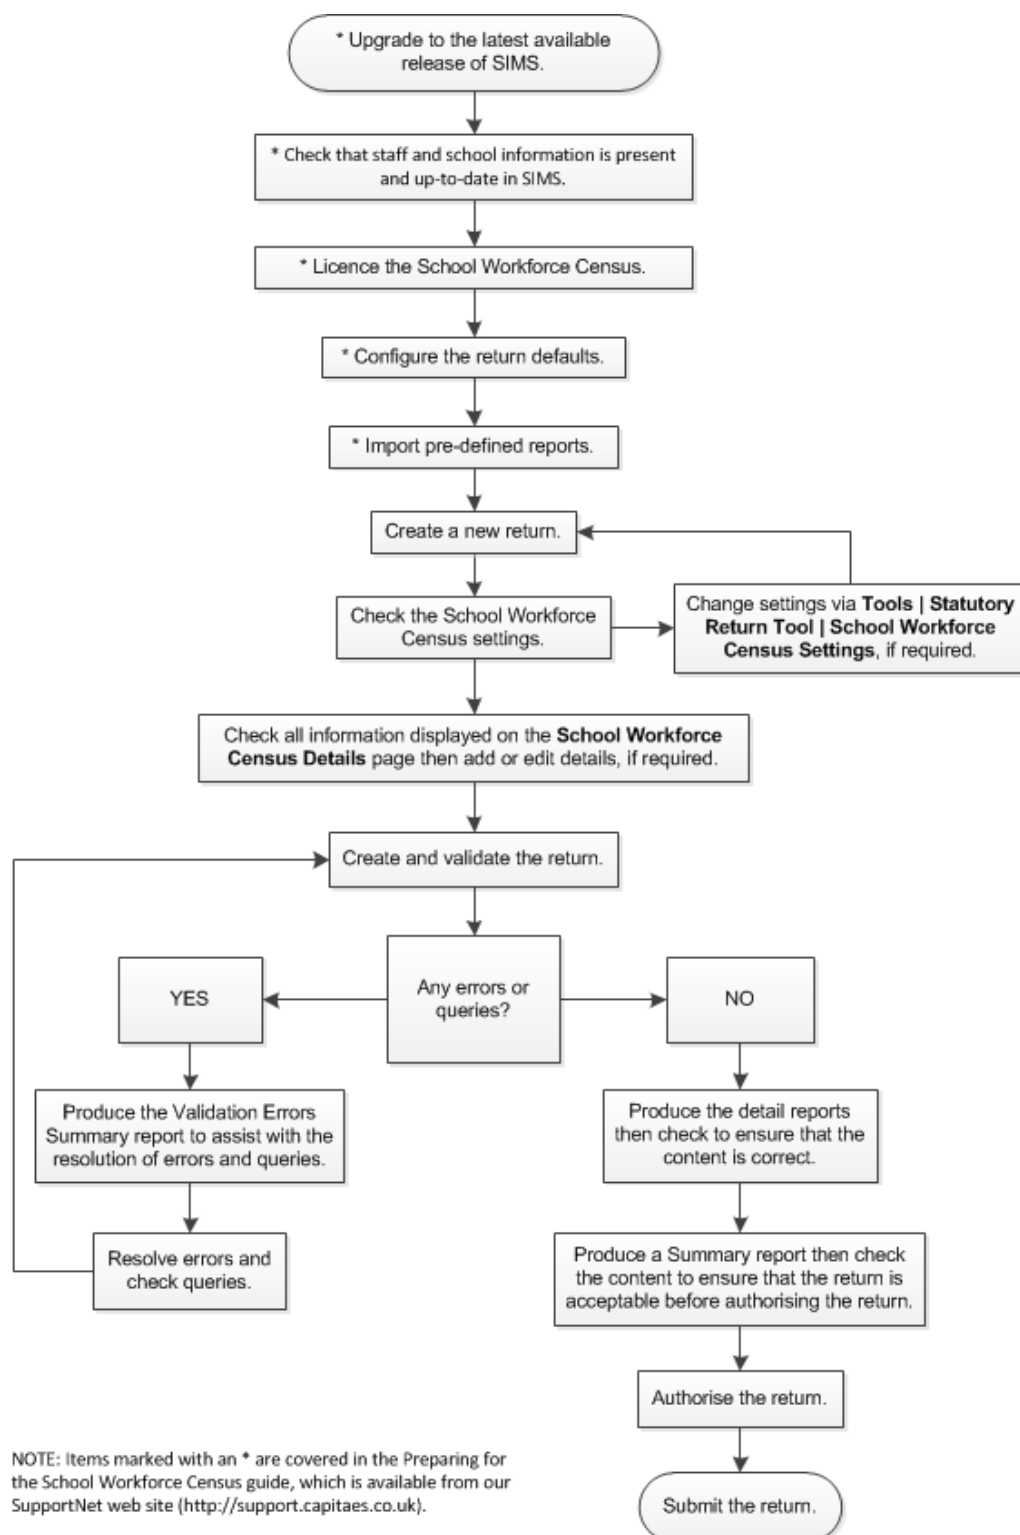 * Upgrade to the latest available
release of SIMS.
* Check that staff and school information is present
and up-to-date in SIMS.
* Licence the School Workforce Census.
* Configure the return defaults.
* Import pre-defined reports.
Create a new return.
Check the School Workforce
Census settings.
Change settings via Tools | Statutory
Return Tool | School Workforce
Census Settings, if required.
Check all information displayed on the School Workforce
Census Details page then add or edit details, if required.
Create and validate the return.
Any errors or
queries?
YES
NO
Produce the Validation Errors
Summary report to assist with the
resolution of errors and queries.
Resolve errors and
check queries.
Produce the detail reports
then check to ensure that the
content is correct.
Produce a Summary report then check
the content to ensure that the return is
acceptable before authorising the return.
Authorise the return.
Submit the return.
NOTE: Items marked with an * are covered in the Preparing for
the School Workforce Census guide, which is available from our
SupportNet web site (http://support.capitaes.co.uk).